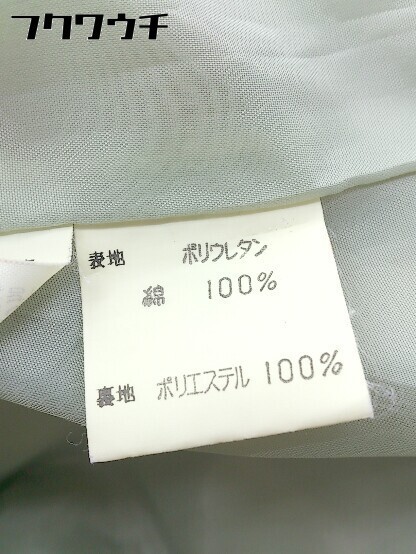 フクワウチ
表地 ポリウレタン
綿 100%
裏地 ポリエステル 100%